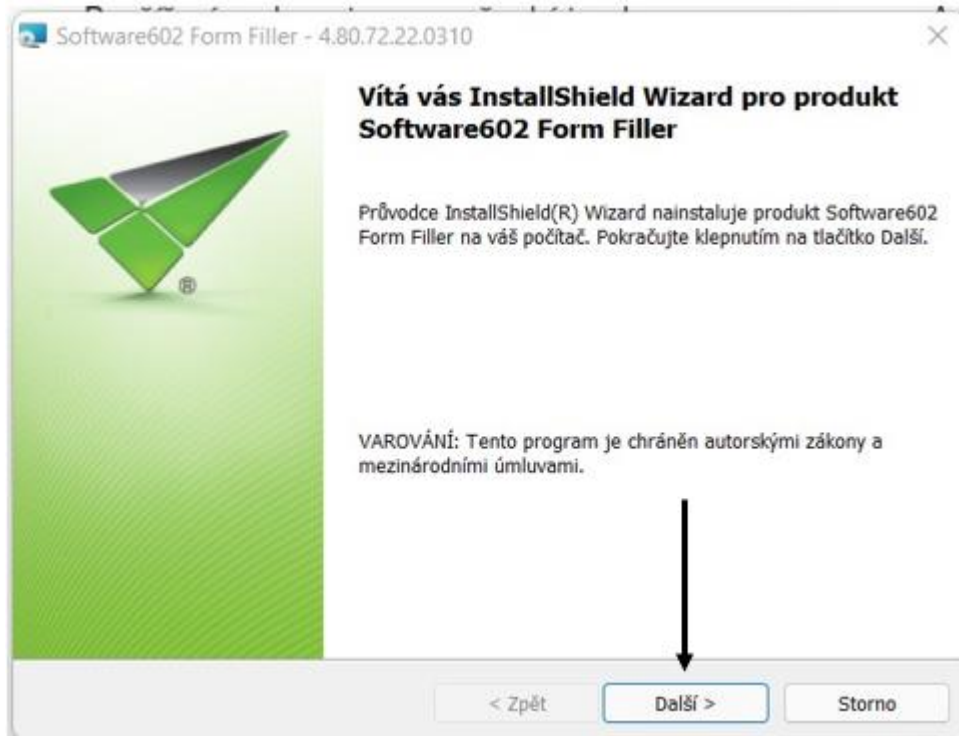 Software602 Form Filler - 4.80.72.22.0310
Vítá vás InstallShield Wizard pro produkt
Software602 Form Filler
Průvodce InstallShield(R) Wizard nainstaluje produkt Software602
Form Filler na váš počítač. Pokračujte klepnutím na tlačítko Další.
®
VAROVÁNÍ: Tento program je chráněn autorskými zákony a
mezinárodními úmluvami.
< Zpět
Další >
Storno